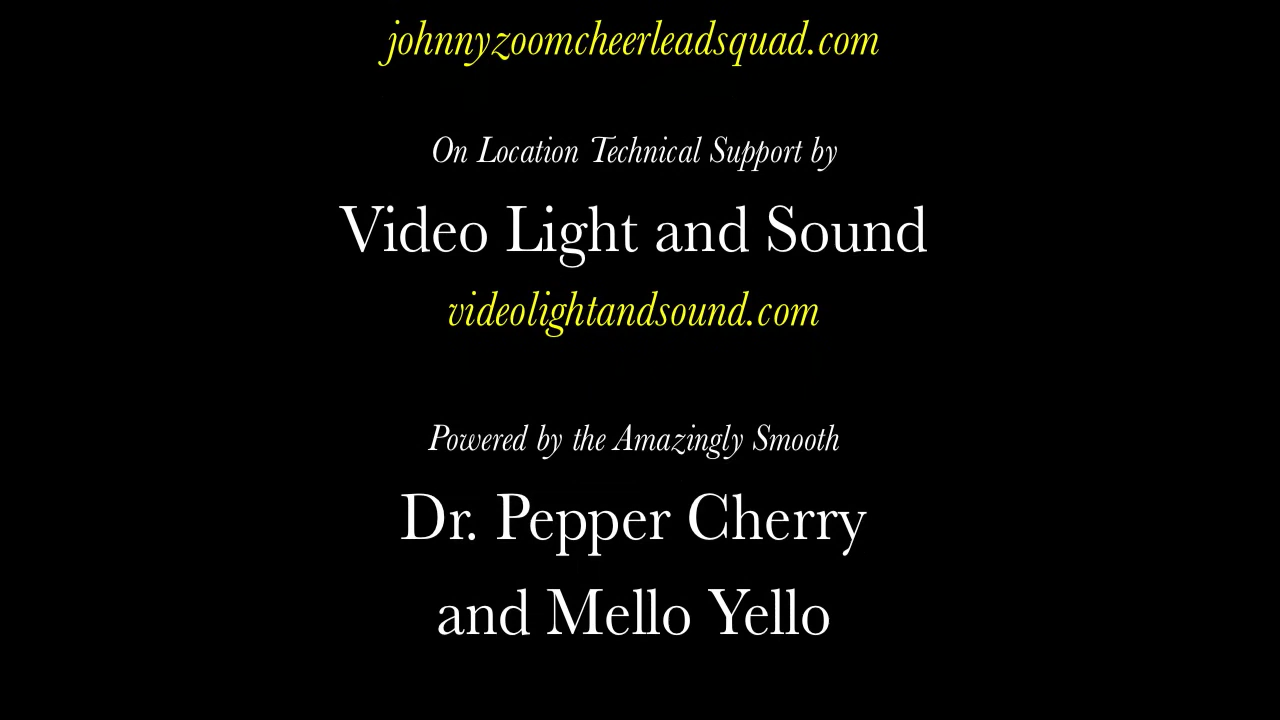 johnnyzoomcheerleadsquad.com
On Location Technical Support by
Video Light and Sound
videolightandsound.com
Powered by the Amazingly Smooth
Dr. Pepper Cherry
and Mello Yello